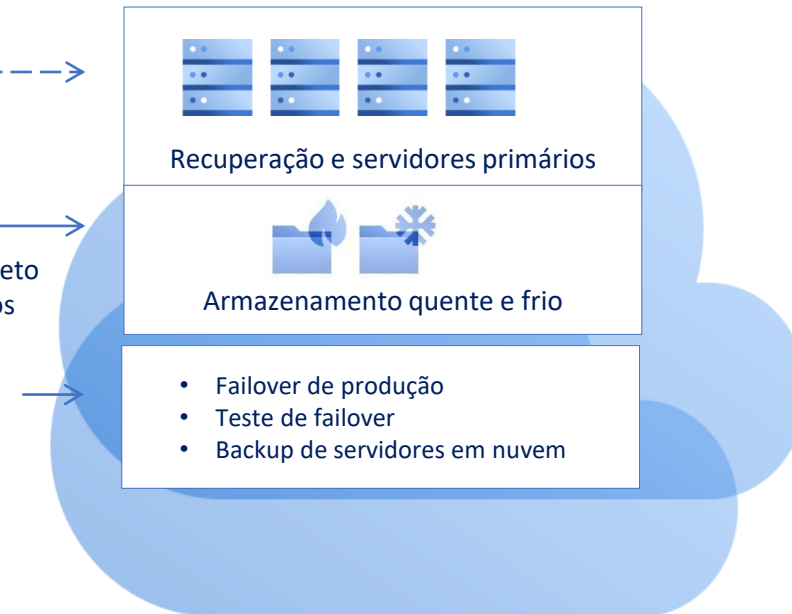 Recuperação e servidores primários
Armazenamento quente e frio
• Failover de produção
• Teste de failover
• Backup de servidores em nuvem